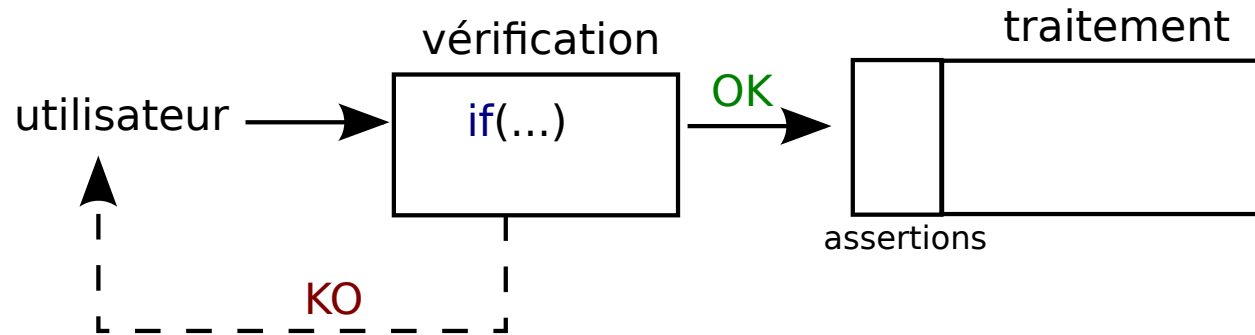 vérification
traitement
utilisateur
if(...)
OK
assertions
KO